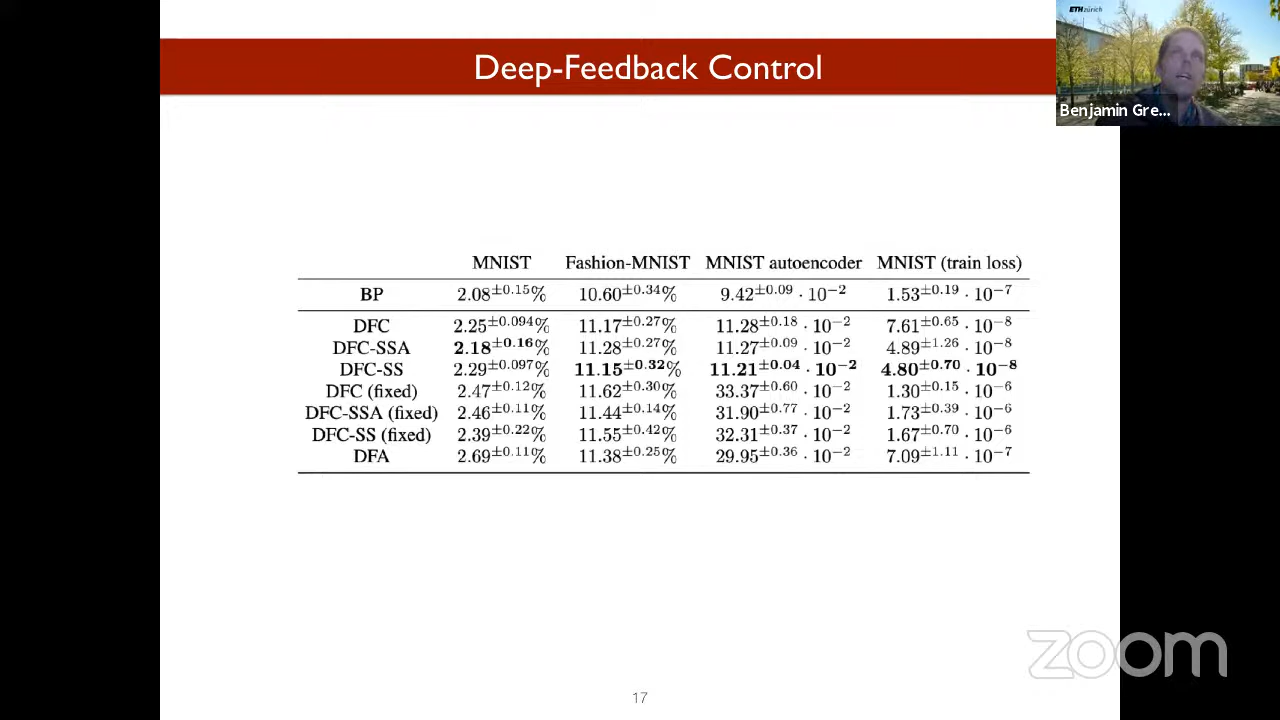 Deep-Feedback Control
ETH zürich
Benjamin Gre...
MNIST Fashion-MNIST MNIST autoencoder MNIST (train loss)
BP 2.08±0.15% 10.60±0.34% 9.42±0.09 · 10−2 1.53±0.19 · 10−7
DFC 2.25±0.094% 11.17±0.27% 11.28±0.18 · 10−2 7.61±0.65 · 10−8
DFC-SSA 2.18±0.16% 11.28±0.27% 11.27±0.09 · 10−2 4.89±1.26 · 10−8
DFC-SS 2.29±0.097% 11.15±0.32% 11.21±0.04 · 10−2 4.80±0.70 · 10−8
DFC (fixed) 2.47±0.12% 11.62±0.30% 33.37±0.60 · 10−2 1.30±0.15 · 10−6
DFC-SSA (fixed) 2.46±0.11% 11.44±0.14% 31.90±0.77 · 10−2 1.73±0.39 · 10−6
DFC-SS (fixed) 2.39±0.22% 11.55±0.42% 32.31±0.37 · 10−2 1.67±0.70 · 10−6
DFA 2.69±0.11% 11.38±0.25% 29.95±0.36 · 10−2 7.09±1.11 · 10−7
zoom
17